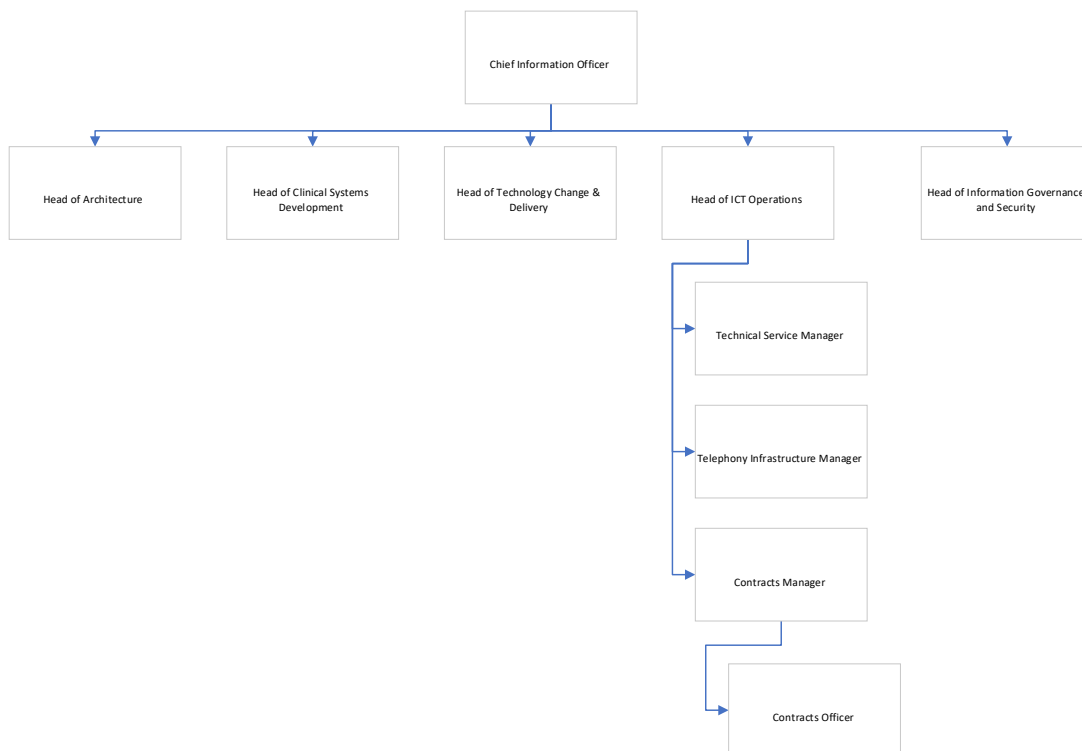 Chief Information Officer
Head of Architecture
Head of Clinical Systems
Development
Head of Technology Change &
Delivery
Head of ICT Operations
Head of Information Governance
and Security
Technical Service Manager
Telephony Infrastructure Manager
Contracts Manager
Contracts Officer